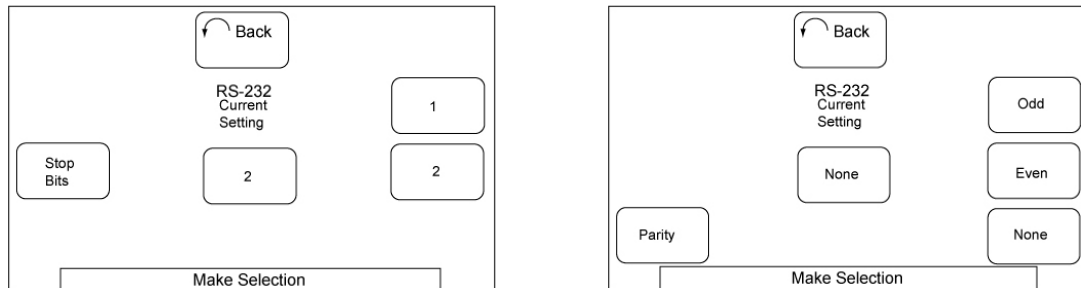 Back
RS-232
Current
Setting
1
Stop
Bits
2
2
Make Selection
Back
RS-232
Current
Setting
Odd
None
Even
Parity
None
Make Selection